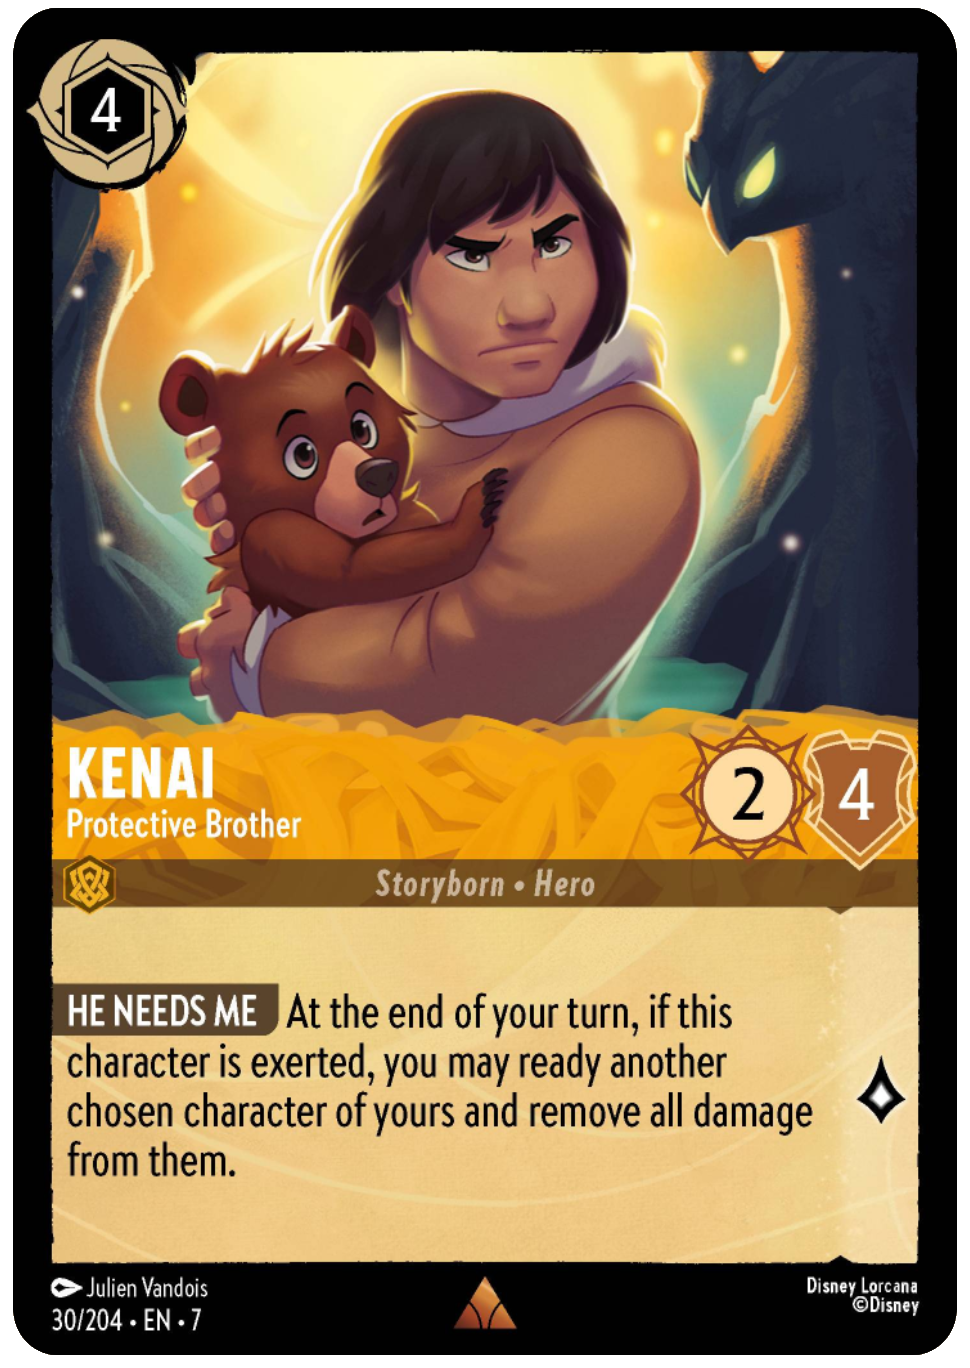 4
KENAI
Protective Brother
2
4
Storyborn • Hero
HE NEEDS ME At the end of your turn, if this
character is exerted, you may ready another
chosen character of yours and remove all damage
from them.
Julien Vandois
30/204 • EN • 7
Disney Lorcana
©Disney